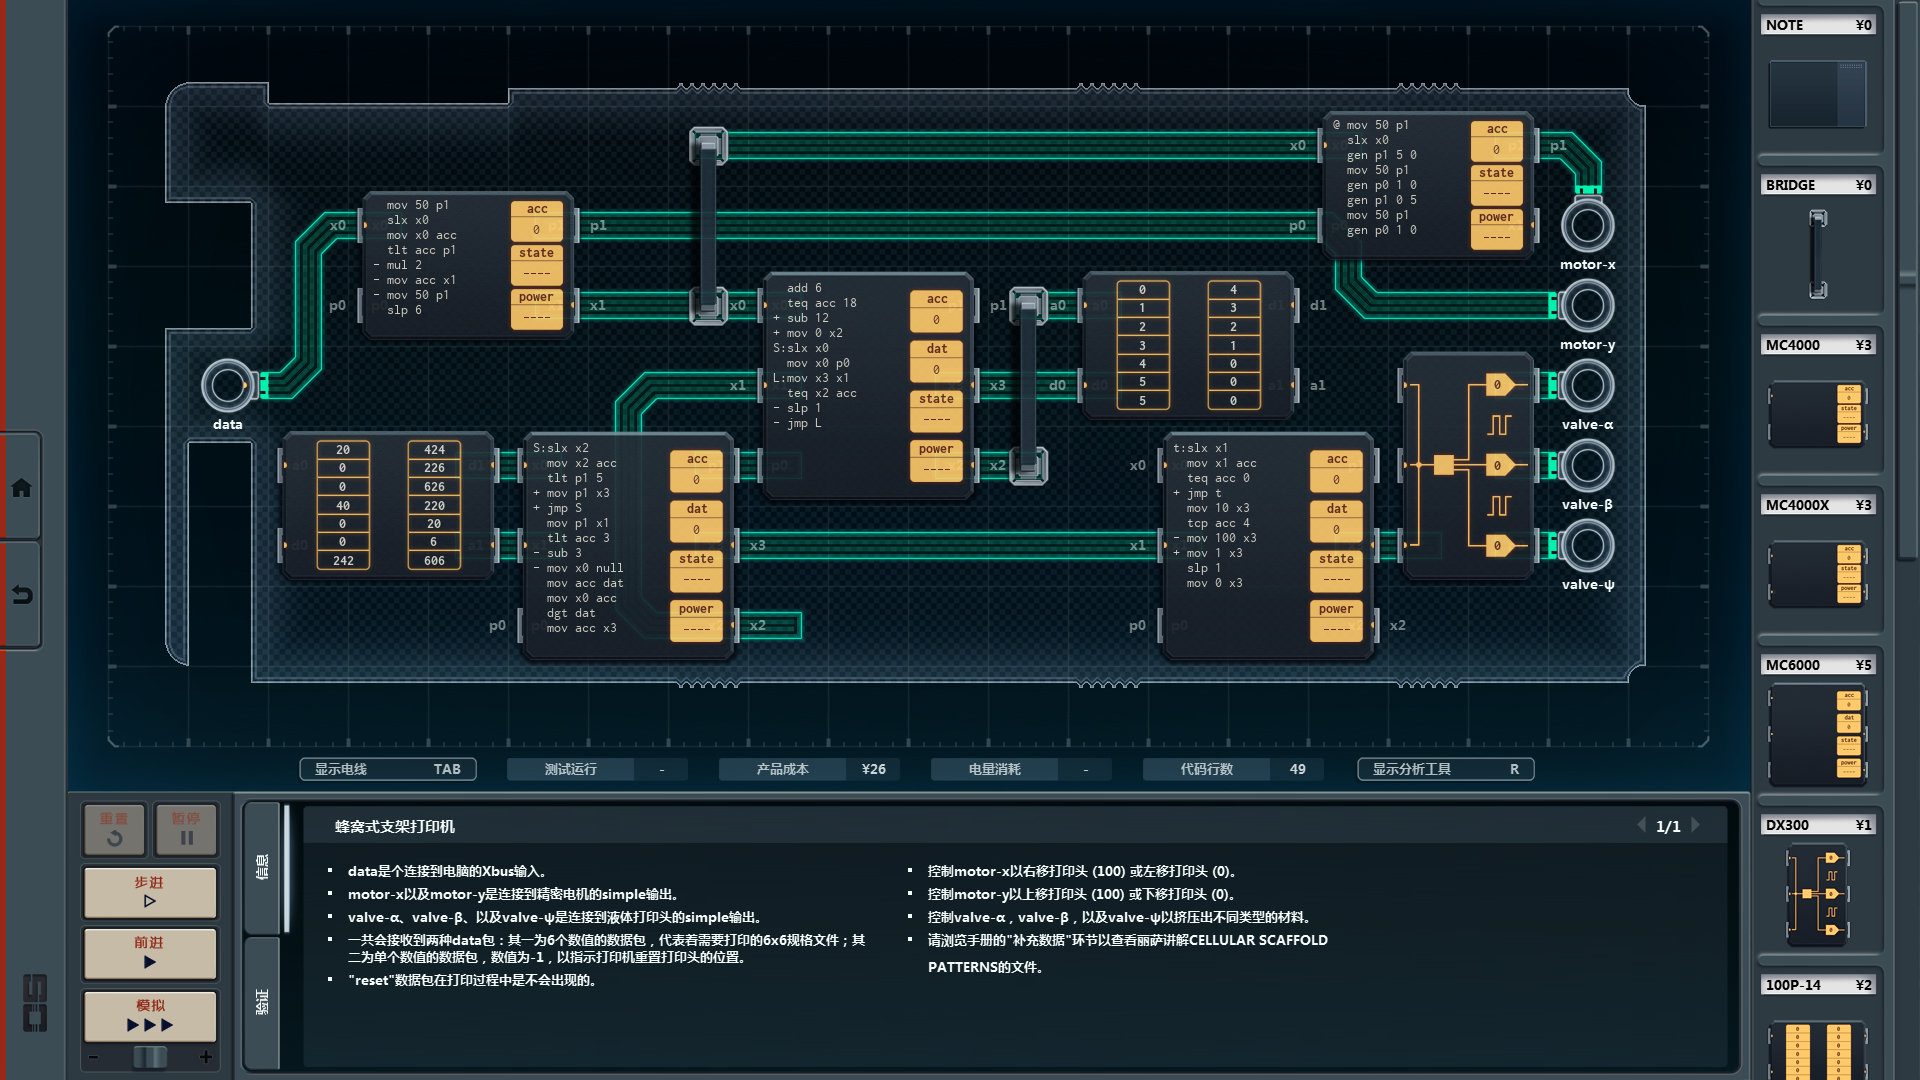 NOTE ¥0
BRIDGE ¥0
MC4000 ¥3
MC4000X ¥3
MC6000 ¥5
DX300 ¥1
100P-14 ¥2
mov 50 p1
slx x0
mov x0 acc
tlt acc p1
- mul 2
- mov acc x1
- mov 50 p1
slp 6
acc
0
state
----
power
----
x0
p0
p1
x1
@ mov 50 p1
slx x0
gen p1 5 0
mov 50 p1
gen p0 1 0
gen p1 0 5
mov 50 p1
gen p0 1 0
acc
0
state
----
power
----
x0
p0
p1
add 6
teq acc 18
+ sub 12
+ mov 0 x2
S:slx x0
mov x0 p0
L:mov x3 x1
teq x2 acc
- slp 1
- jmp L
acc
0
dat
0
state
----
power
----
x0
x1
p0
p1
x3
x2
0 4
1 3
2 2
3 1
4 0
5 0
5 0
a0
d0
d1
a1
20 424
0 226
0 626
40 220
0 20
0 6
242 606
a0
d0
d1
a1
S:slx x2
mov x2 acc
tlt p1 5
+ mov p1 x3
+ jmp S
mov p1 x1
tlt acc 3
- sub 3
- mov x0 null
mov acc dat
mov x0 acc
dgt dat
mov acc x3
acc
0
dat
0
state
----
power
----
p0
x3
x2
t:slx x1
mov x1 acc
teq acc 0
+ jmp t
mov 10 x3
tcp acc 4
- mov 100 x3
+ mov 1 x3
slp 1
mov 0 x3
acc
0
dat
0
state
----
power
----
x0
x1
p0
x2
0
0
0
data
motor-x
motor-y
valve-α
valve-β
valve-ψ
显示电线 TAB
测试运行 -
产品成本 ¥26
电量消耗 -
代码行数 49
显示分析工具 R
重置
暂停
步进
前进
模拟
- +
信息
验证
蜂窝式支架打印机
1/1
▪ data是个连接到电脑的Xbus输入。
▪ motor-x以及motor-y是连接到精密电机的simple输出。
▪ valve-α、valve-β、以及valve-ψ是连接到液体打印头的simple输出。
▪ 一共会接收到两种data包：其一为6个数值的数据包，代表着需要打印的6x6规格文件；其
二为单个数值的数据包，数值为-1，以指示打印机重置打印头的位置。
▪ "reset"数据包在打印过程中是不会出现的。
▪ 控制motor-x以右移打印头 (100) 或左移打印头 (0)。
▪ 控制motor-y以上移打印头 (100) 或下移打印头 (0)。
▪ 控制valve-α，valve-β，以及valve-ψ以挤压出不同类型的材料。
▪ 请浏览手册的"补充数据"环节以查看丽萨讲解CELLULAR SCAFFOLD
PATTERNS的文件。